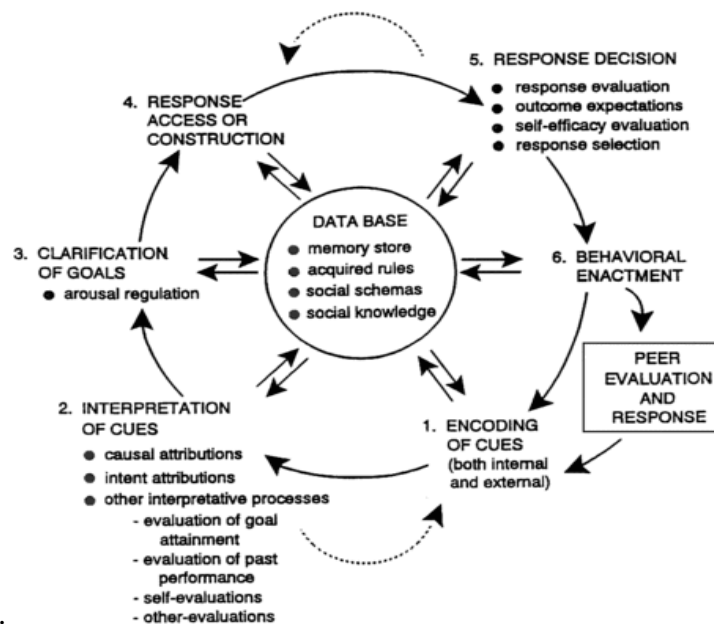 5. RESPONSE DECISION
● response evaluation
● outcome expectations
● self-efficacy evaluation
● response selection
4. RESPONSE
ACCESS OR
CONSTRUCTION
DATA BASE
● memory store
● acquired rules
● social schemas
● social knowledge
3. CLARIFICATION
OF GOALS
● arousal regulation
6. BEHAVIORAL
ENACTMENT
PEER
EVALUATION
AND
RESPONSE
2. INTERPRETATION
OF CUES
● causal attributions
● intent attributions
● other interpretative processes
- evaluation of goal
attainment
- evaluation of past
performance
- self-evaluations
- other-evaluations
1. ENCODING
OF CUES
(both internal
and external)
.